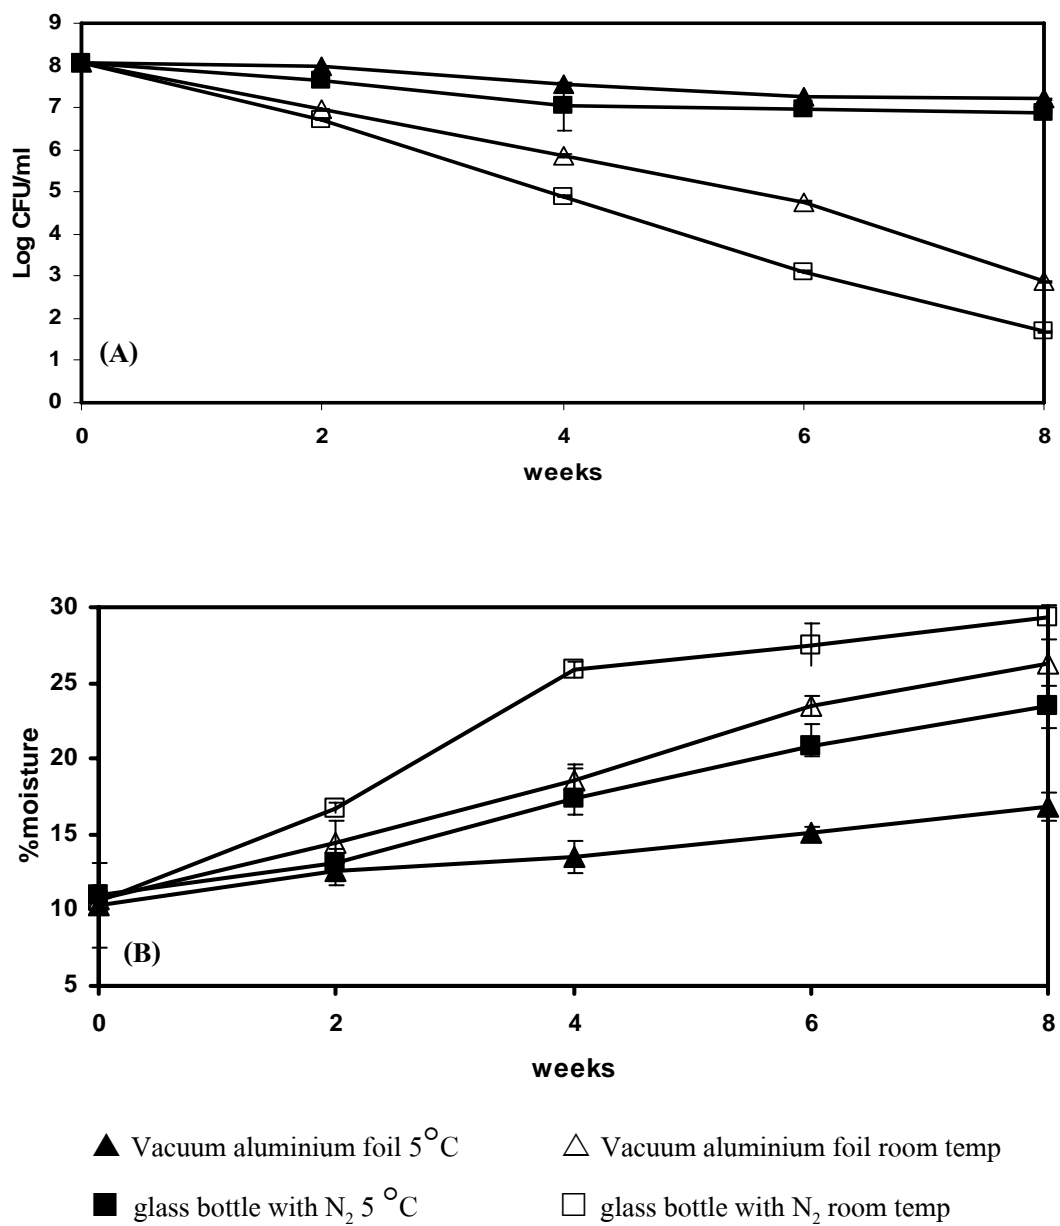 9
8
7
6
5
4
3
2
1
0
Log CFU/ml
(A)
0 2 4 6 8
weeks
30
25
20
15
10
5
%moisture
(B)
0 2 4 6 8
weeks
Vacuum aluminium foil 5°C
Vacuum aluminium foil room temp
glass bottle with N₂ 5 °C
glass bottle with N₂ room temp